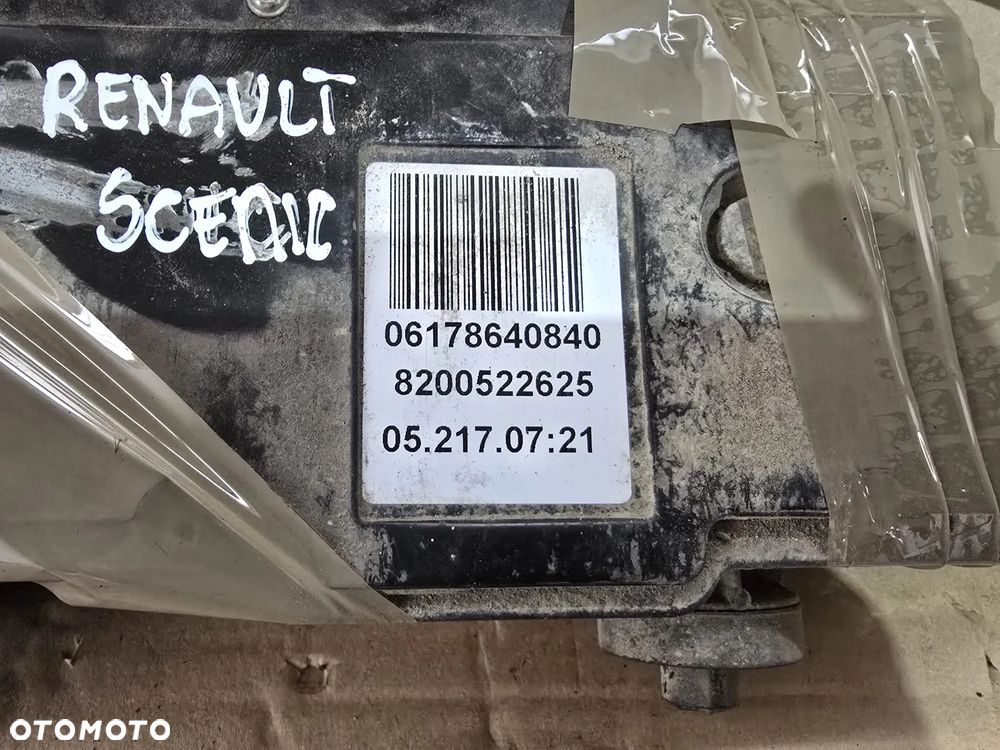 RENAULT
SCENIC
06178640840
8200522625
05.217.07:21
OTOMOTO